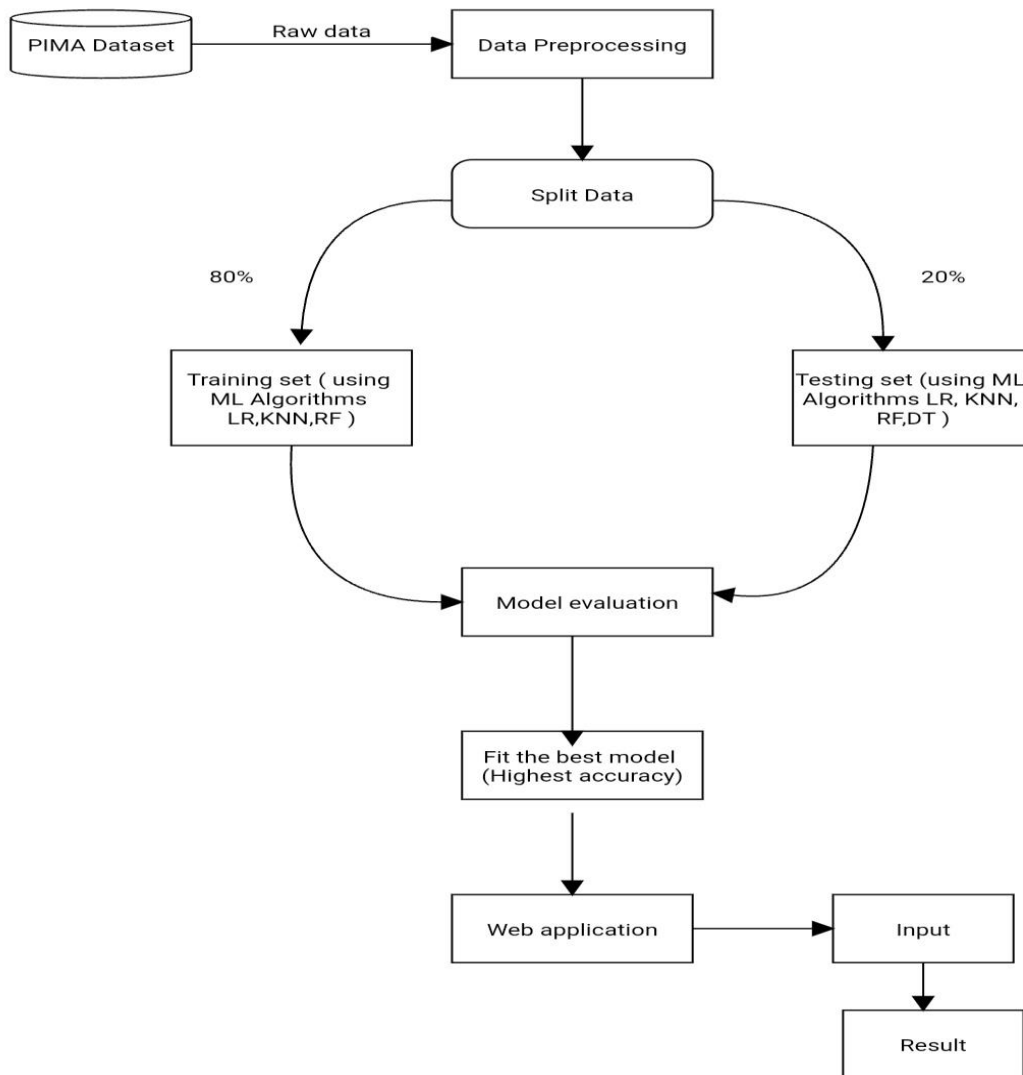 PIMA Dataset
Raw data
Data Preprocessing
Split Data
80%
20%
Training set ( using
ML Algorithms
LR,KNN,RF )
Testing set (using ML
Algorithms LR, KNN,
RF,DT )
Model evaluation
Fit the best model
(Highest accuracy)
Web application
Input
Result